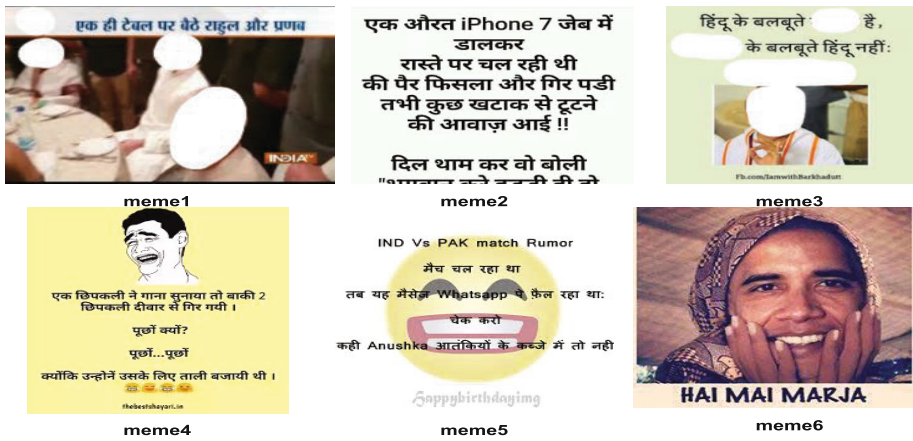 एक ही टेबल पर बैठे राहुल और प्रणब
INDIA TV
meme1
एक औरत iPhone 7 जेब में
डालकर
रास्ते पर चल रही थी
की पैर फिसला और गिर पडी
तभी कुछ खटाक से टूटने
की आवाज़ आई !!
दिल थाम कर वो बोली
meme2
हिंदू के बलबूते है,
के बलबूते हिंदू नहीं:
Fb.com/IamwithBarkhadutt
meme3
एक छिपकली ने गाना सुनाया तो बाकी 2
छिपकली दीवार से गिर गयी ।
पूछों क्यों?
पूछों...पूछों
क्योंकि उन्होनें उसके लिए ताली बजायी थी ।
thebestshayari.in
meme4
IND Vs PAK match Rumor
मैच चल रहा था
तब यह मैसेज Whatsapp पे फ़ैल रहा था:
चेक करो
कही Anushka आतंकियों के कब्जे में तो नही
Happybirthdayimg
meme5
HAI MAI MARJA
meme6